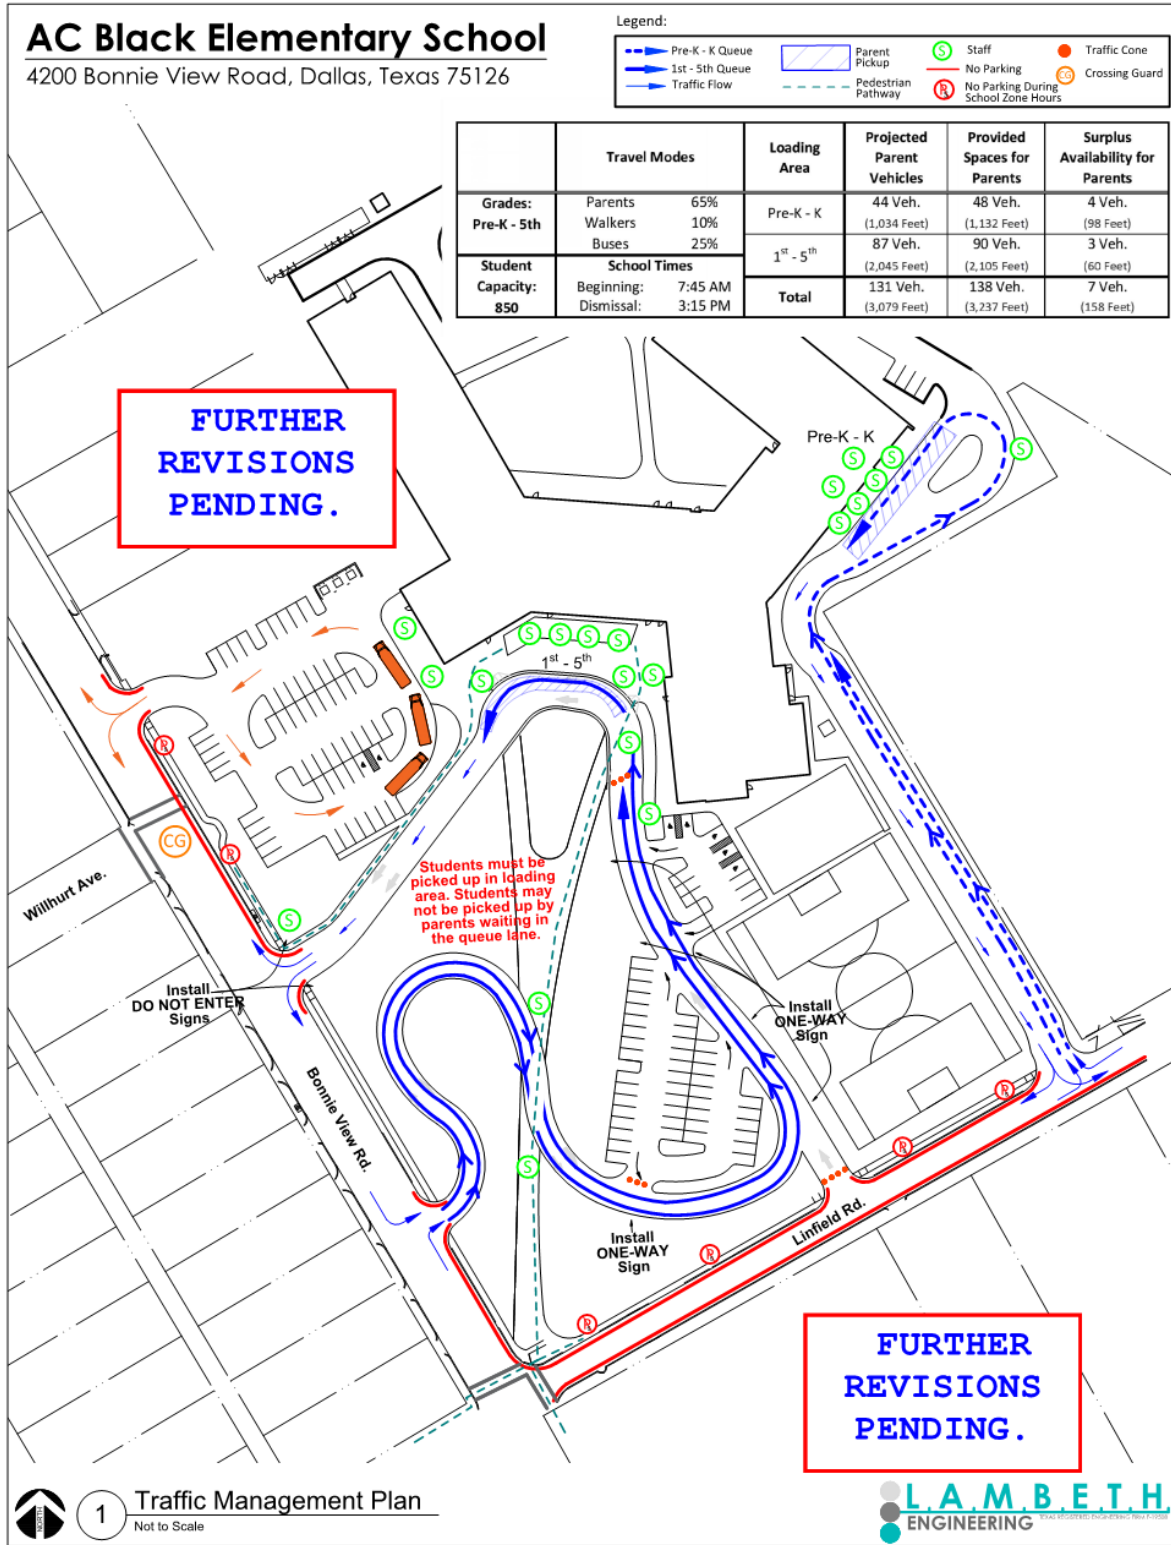 AC Black Elementary School
4200 Bonnie View Road, Dallas, Texas 75126
Legend:
Pre-K - K Queue
1st - 5th Queue
Traffic Flow
Parent
Pickup
Pedestrian
Pathway
S Staff
No Parking
No Parking During
School Zone Hours
Traffic Cone
CG Crossing Guard
Travel Modes
Loading
Area
Projected
Parent
Vehicles
Provided
Spaces for
Parents
Surplus
Availability for
Parents
Grades:
Pre-K - 5th
Parents 65%
Walkers 10%
Buses 25%
Pre-K - K
44 Veh.
(1,034 Feet)
48 Veh.
(1,132 Feet)
4 Veh.
(98 Feet)
1st - 5th
87 Veh.
(2,045 Feet)
90 Veh.
(2,105 Feet)
3 Veh.
(60 Feet)
Student
Capacity:
850
School Times
Beginning: 7:45 AM
Dismissal: 3:15 PM
Total
131 Veh.
(3,079 Feet)
138 Veh.
(3,237 Feet)
7 Veh.
(158 Feet)
FURTHER
REVISIONS
PENDING.
Pre-K - K
S
S
S
S
S
S
S
S
1st - 5th
S
S
S
S
S
S
S
S
S
S
S
CG
Willhurt Ave.
Students must be
picked up in loading
area. Students may
not be picked up by
parents waiting in
the queue lane.
S
Install
DO NOT ENTER
Signs
S
Install
ONE-WAY
Sign
Bonnie View Rd.
S
Linfield Rd.
Install
ONE-WAY
Sign
FURTHER
REVISIONS
PENDING.
NORTH
1
Traffic Management Plan
Not to Scale
L.A.M.B.E.T.H.
ENGINEERING